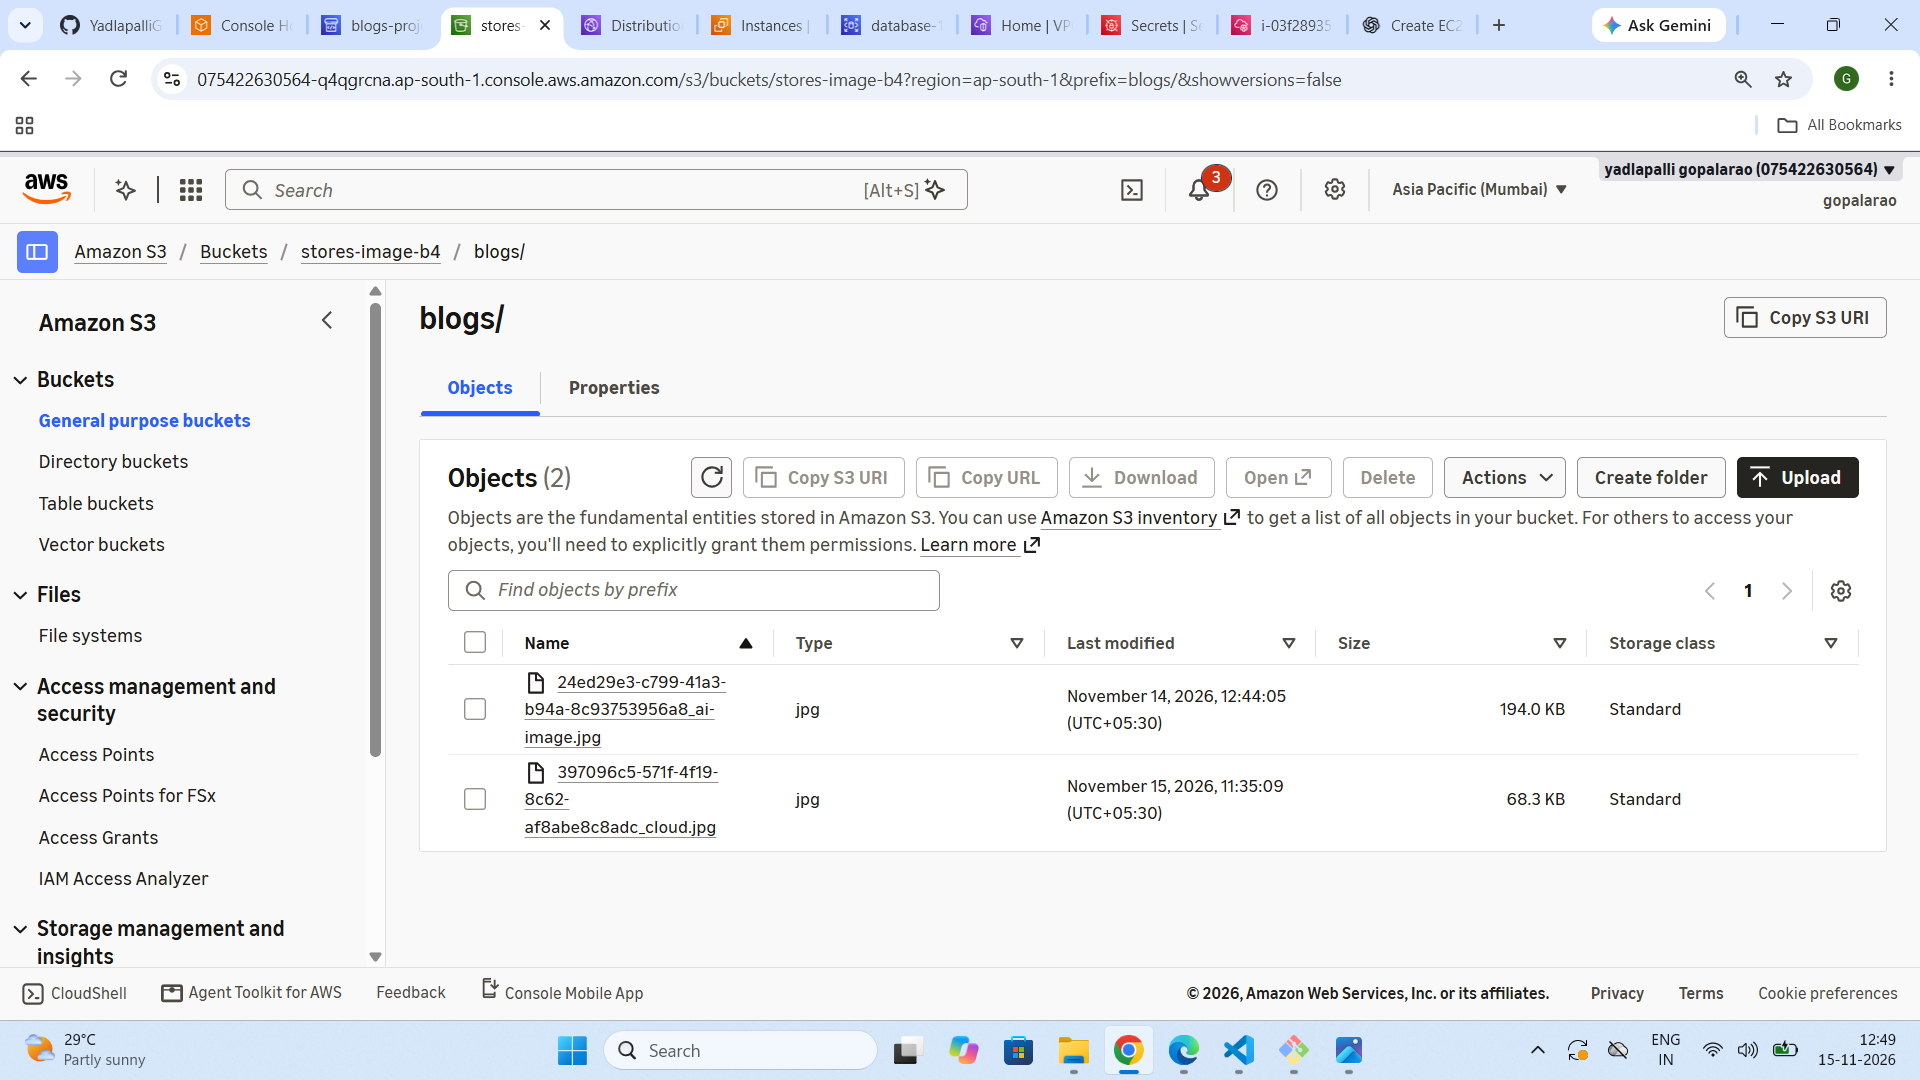 YadlapalliG
Console Ho
blogs-proje
stores-
Distribution
Instances |
database-1
Home | VPC
Secrets | Se
i-03f28935
Create EC2
Ask Gemini
075422630564-q4qgrcna.ap-south-1.console.aws.amazon.com/s3/buckets/stores-image-b4?region=ap-south-1&prefix=blogs/&showversions=false
G
All Bookmarks
aws
Search
[Alt+S]
3
Asia Pacific (Mumbai)
yadlapalli gopalarao (075422630564)
gopalarao
Amazon S3 / Buckets / stores-image-b4 / blogs/
Amazon S3
Buckets
General purpose buckets
Directory buckets
Table buckets
Vector buckets
Files
File systems
Access management and
security
Access Points
Access Points for FSx
Access Grants
IAM Access Analyzer
Storage management and
insights
blogs/
Copy S3 URI
Objects
Properties
Objects (2)
Copy S3 URI
Copy URL
Download
Open
Delete
Actions
Create folder
Upload
Objects are the fundamental entities stored in Amazon S3. You can use Amazon S3 inventory to get a list of all objects in your bucket. For others to access your
objects, you'll need to explicitly grant them permissions. Learn more
Find objects by prefix
1
Name
Type
Last modified
Size
Storage class
24ed29e3-c799-41a3-
b94a-8c93753956a8_ai-
image.jpg
jpg
November 14, 2026, 12:44:05
(UTC+05:30)
194.0 KB
Standard
397096c5-571f-4f19-
8c62-
af8abe8c8adc_cloud.jpg
jpg
November 15, 2026, 11:35:09
(UTC+05:30)
68.3 KB
Standard
CloudShell
Agent Toolkit for AWS
Feedback
Console Mobile App
© 2026, Amazon Web Services, Inc. or its affiliates.
Privacy
Terms
Cookie preferences
29°C
Partly sunny
Search
ENG
IN
12:49
15-11-2026